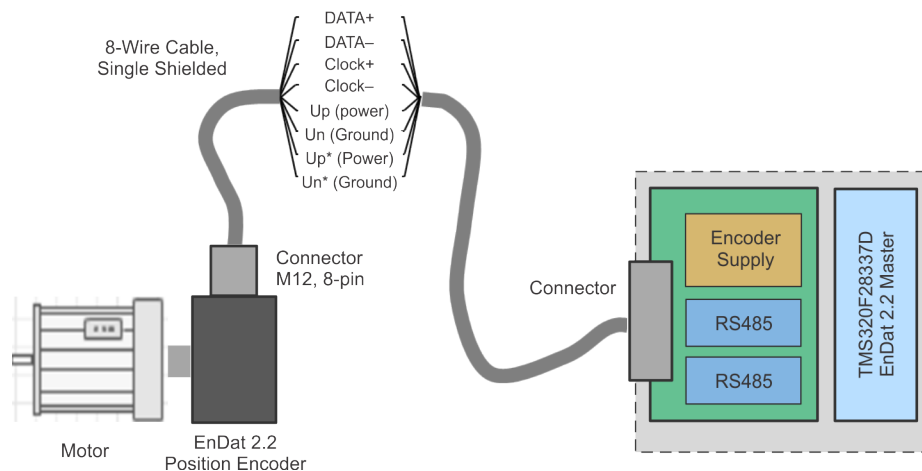 DATA+
DATA–
Clock+
Clock–
Up (power)
Un (Ground)
Up* (Power)
Un* (Ground)
8-Wire Cable,
Single Shielded
Connector
M12, 8-pin
Motor
EnDat 2.2
Position Encoder
Connector
Encoder
Supply
RS485
RS485
TMS320F28337D
EnDat 2.2 Master